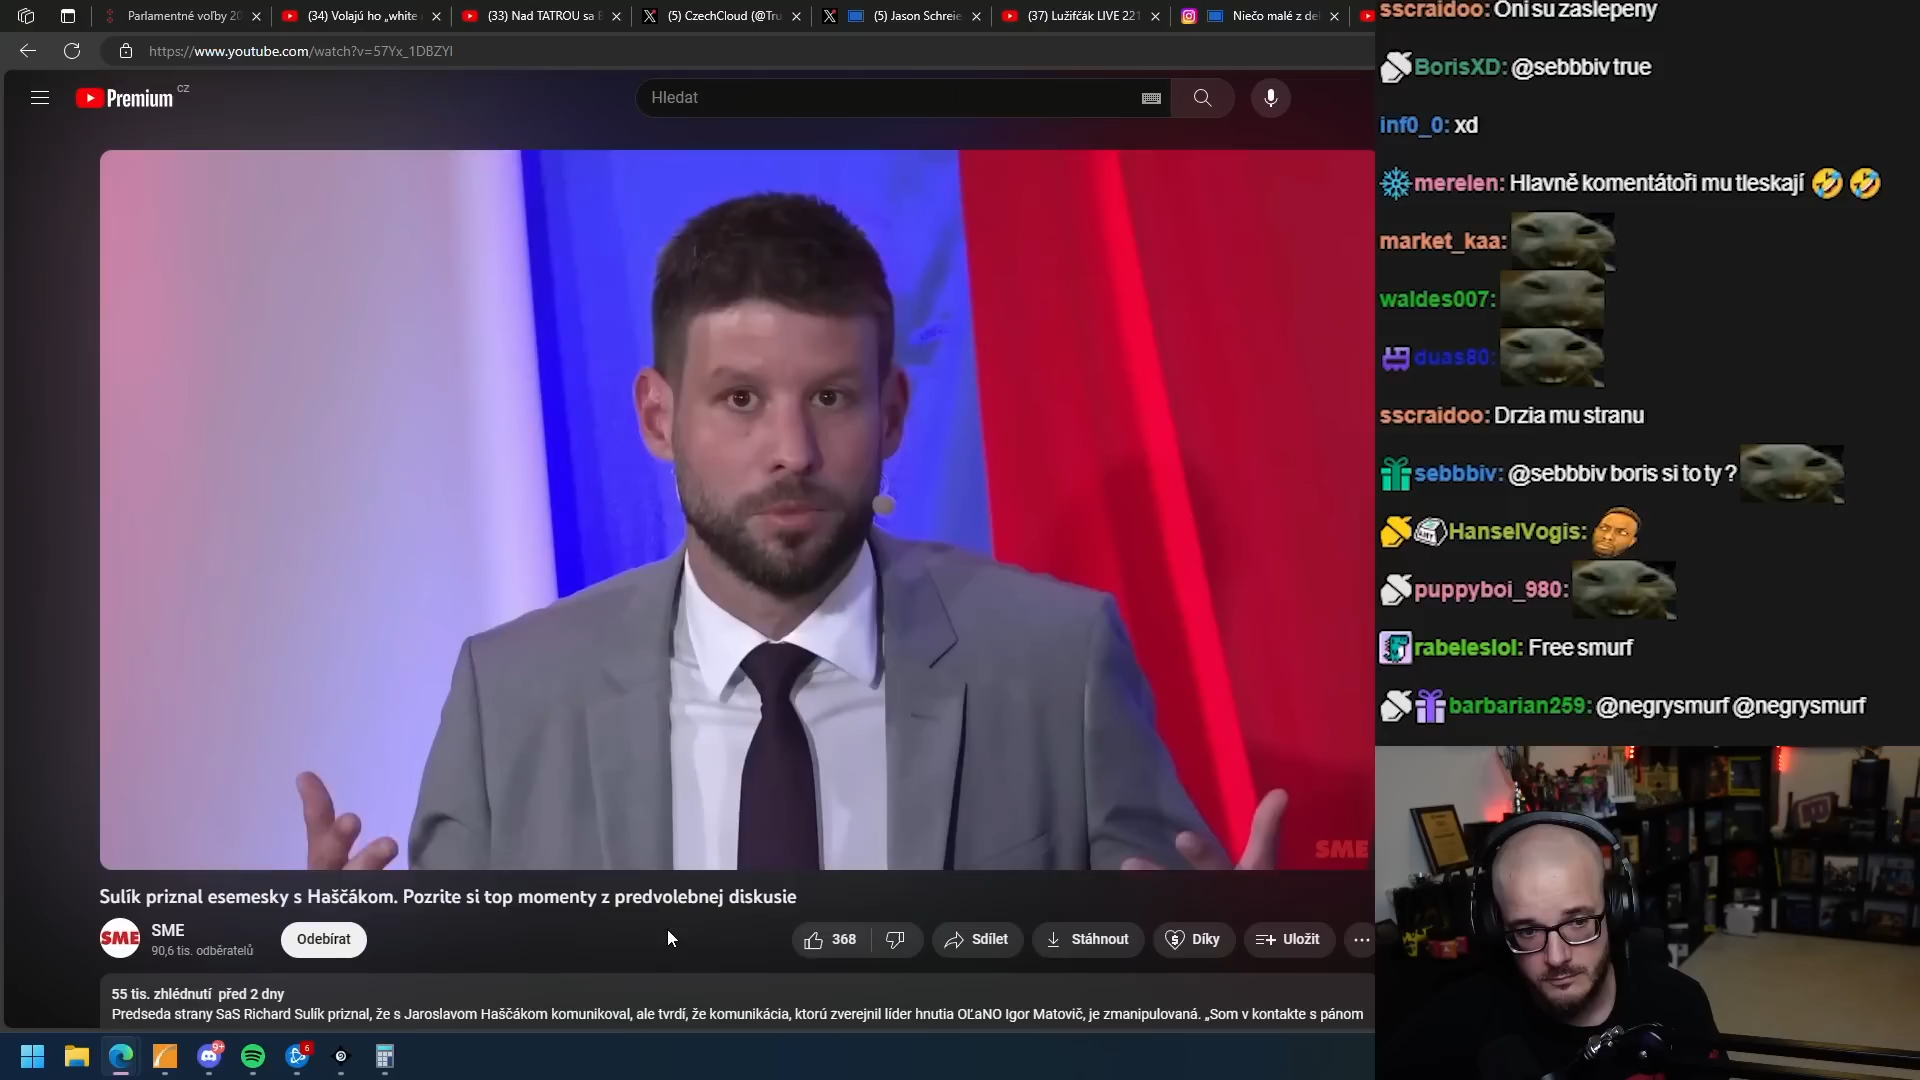 Parlamentné voľby 20
(34) Volajú ho „white
(33) Nad TATROU sa
(5) CzechCloud (@Tru
(5) Jason Schreie
(37) Lužifčák LIVE 221
Niečo malé z de
https://www.youtube.com/watch?v=57Yx_1DBZYI
Premium CZ
Hledat
SME
Sulík priznal esemesky s Haščákom. Pozrite si top momenty z predvolebnej diskusie
SME
SME
90,6 tis. odběratelů
Odebírat
368
Sdílet
Stáhnout
Díky
Uložit
55 tis. zhlédnutí před 2 dny
Predseda strany SaS Richard Sulík priznal, že s Jaroslavom Haščákom komunikoval, ale tvrdí, že komunikácia, ktorú zverejnil líder hnutia OĽaNO Igor Matovič, je zmanipulovaná. „Som v kontakte s pánom
9+
6
sscraidoo: Oni su zaslepeny
BorisXD: @sebbbiv true
inf0_0: xd
merelen: Hlavně komentátoři mu tleskají 🤣 🤣
market_kaa:
waldes007:
duas80:
sscraidoo: Drzia mu stranu
sebbbiv: @sebbbiv boris si to ty ?
HanselVogis:
puppyboi_980:
rabeleslol: Free smurf
barbarian259: @negrysmurf @negrysmurf